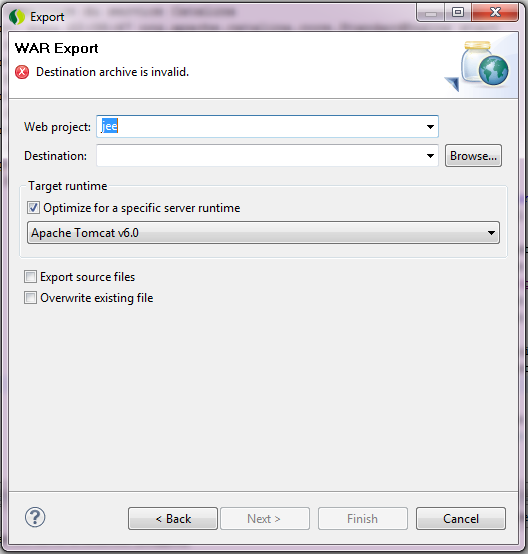 Export
WAR Export
Destination archive is invalid.
Web project: jee
Destination:
Browse...
Target runtime
Optimize for a specific server runtime
Apache Tomcat v6.0
Export source files
Overwrite existing file
< Back
Next >
Finish
Cancel